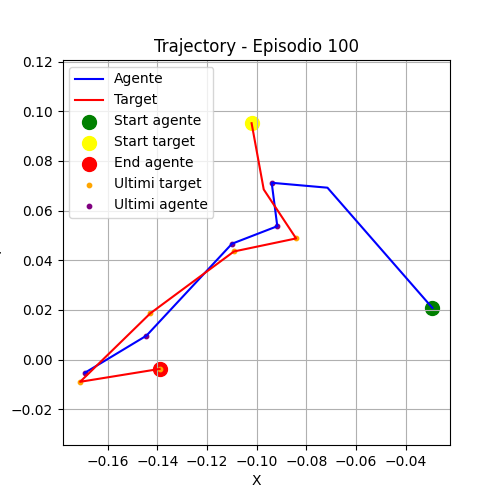 Trajectory - Episodio 100
0.12
0.10
0.08
0.06
0.04
0.02
0.00
−0.02
Agente
Target
Start agente
Start target
End agente
Ultimi target
Ultimi agente
−0.16 −0.14 −0.12 −0.10 −0.08 −0.06 −0.04
X